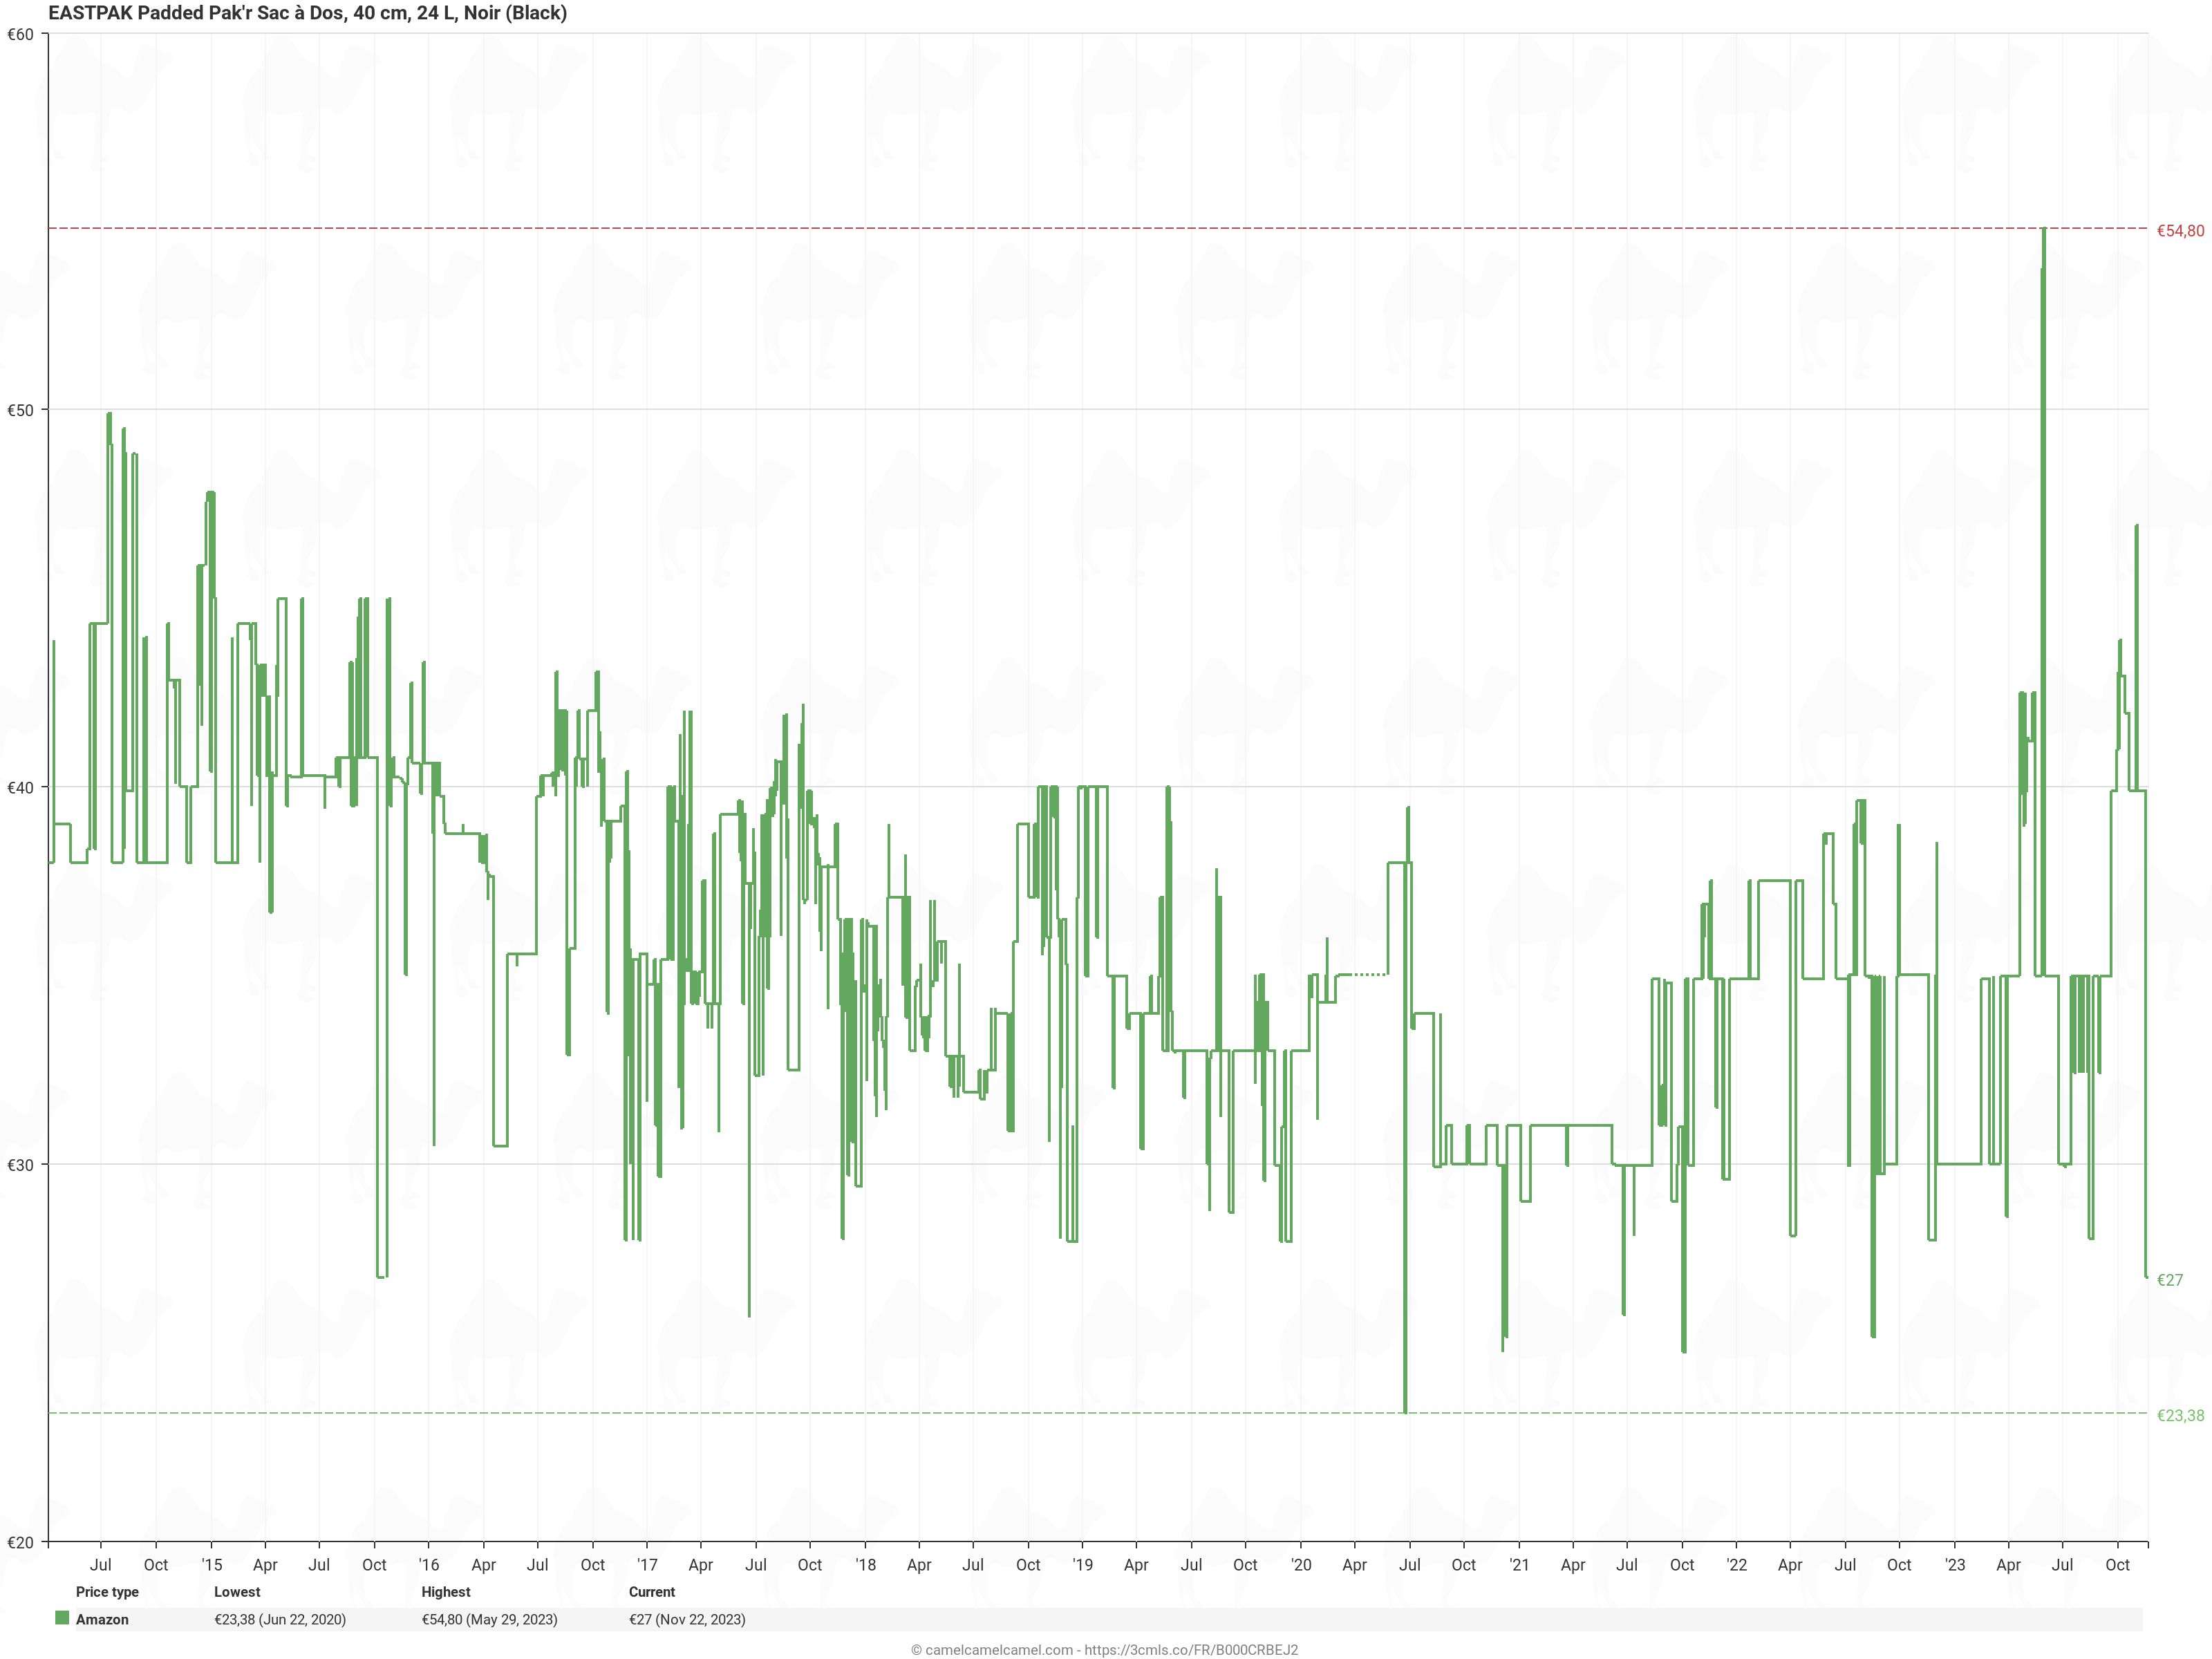 EASTPAK Padded Pak'r Sac à Dos, 40 cm, 24 L, Noir (Black)
€60
€54,80
€50
€40
€30
€27
€23,38
€20
Jul Oct '15 Apr Jul Oct '16 Apr Jul Oct '17 Apr Jul Oct '18 Apr Jul Oct '19 Apr Jul Oct '20 Apr Jul Oct '21 Apr Jul Oct '22 Apr Jul Oct '23 Apr Jul Oct
Price type Lowest Highest Current
Amazon €23,38 (Jun 22, 2020) €54,80 (May 29, 2023) €27 (Nov 22, 2023)
© camelcamelcamel.com - https://3cmls.co/FR/B000CRBEJ2